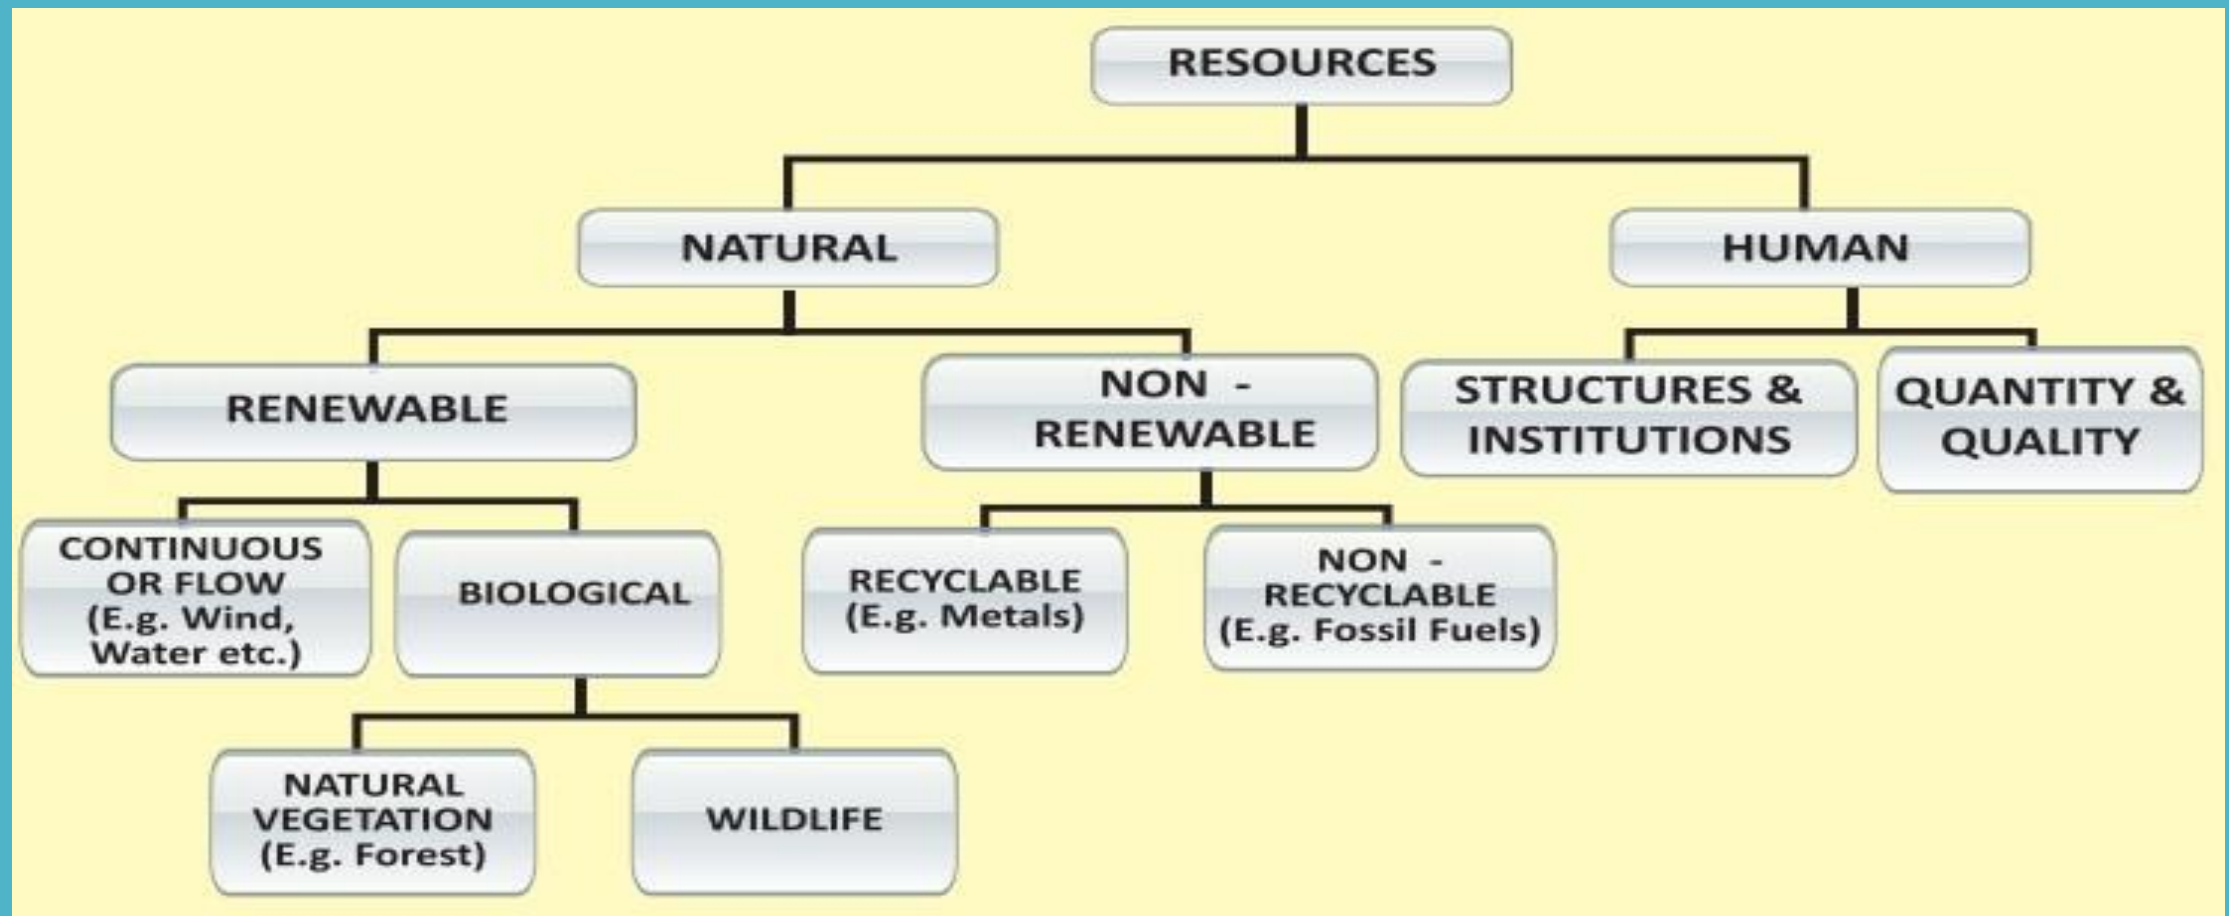 RESOURCES
NATURAL
HUMAN
RENEWABLE
NON -
RENEWABLE
STRUCTURES &
INSTITUTIONS
QUANTITY &
QUALITY
CONTINUOUS
OR FLOW
(E.g. Wind,
Water etc.)
BIOLOGICAL
RECYCLABLE
(E.g. Metals)
NON -
RECYCLABLE
(E.g. Fossil Fuels)
NATURAL
VEGETATION
(E.g. Forest)
WILDLIFE